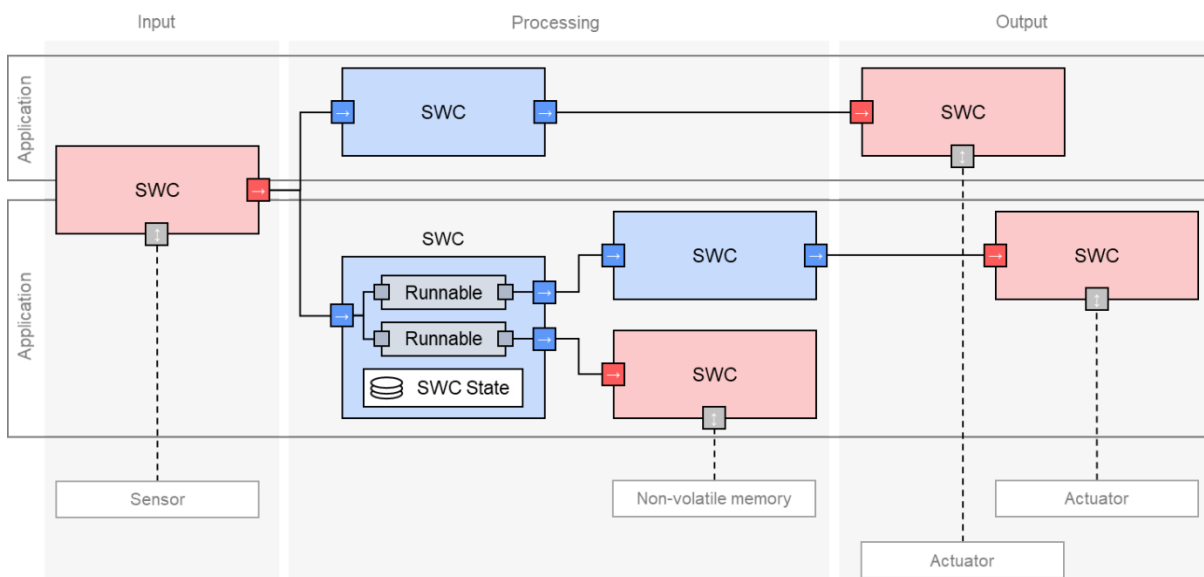 Input
Processing
Output
Application
SWC
SWC
SWC
Application
SWC
SWC
SWC
Runnable
Runnable
SWC State
SWC
SWC
Sensor
Non-volatile memory
Actuator
Actuator